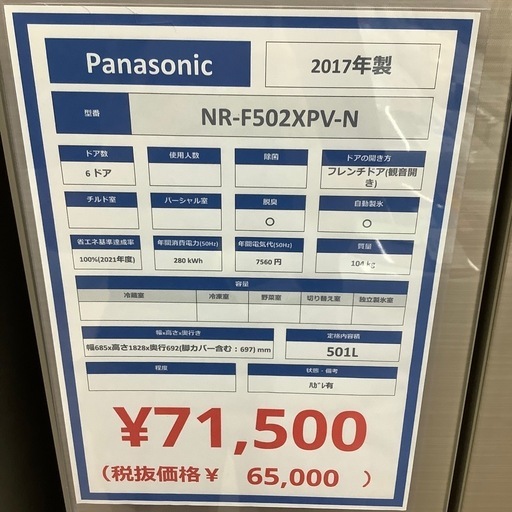 Panasonic
2017年製
型番
NR-F502XPV-N
ドア数 使用人数 除菌 ドアの開き方
6 ドア フレンチドア(観音開き)
チルド室 パーシャル室 脱臭 自動製氷
〇 〇
省エネ基準達成率 年間消費電力(50Hz) 年間電気代(50Hz) 質量
100%(2021年度) 280 kWh 7560 円 104 kg
容量
冷蔵室 冷凍室 野菜室 切り替え室 独立製氷室
幅x高さx奥行き 定格内容積
幅685x高さ1828x奥行692(脚カバー含む：697) mm 501L
程度 状態・備考
ﾊｶﾞﾚ有
¥71,500
（税抜価格¥ 65,000 ）